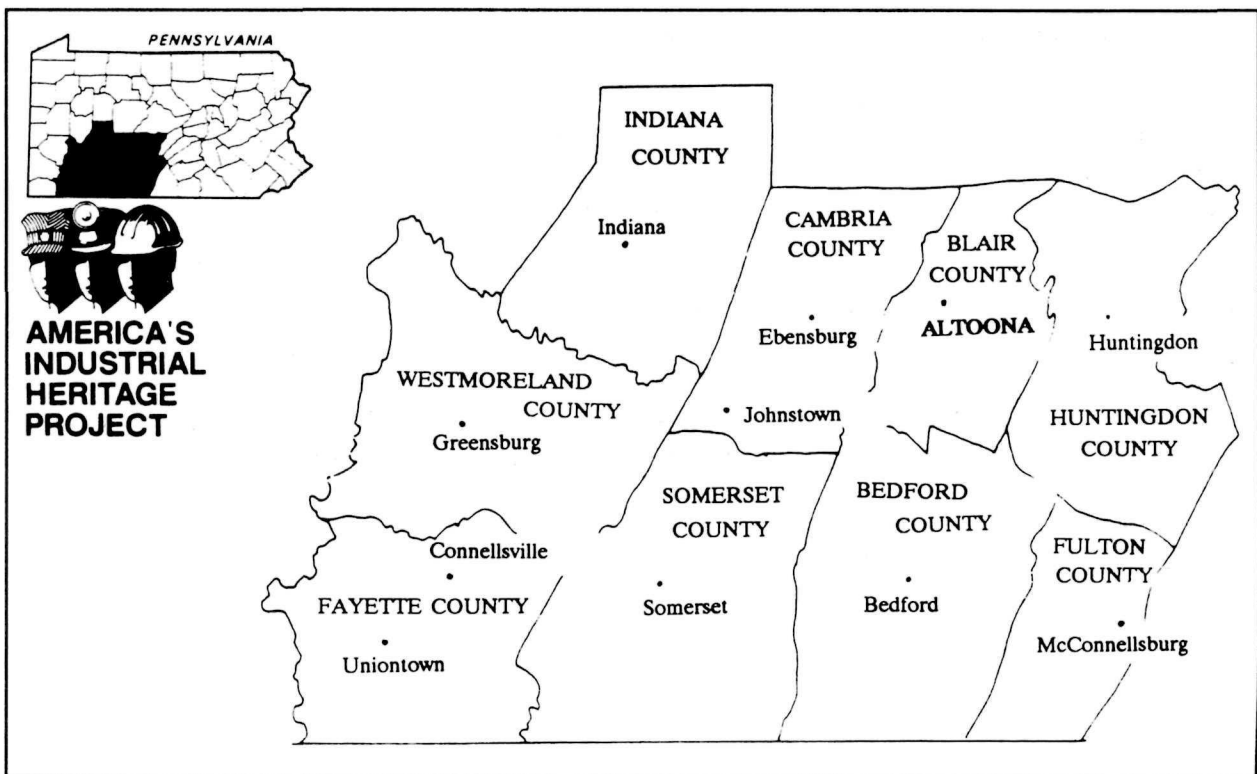 PENNSYLVANIA
AMERICA'S
INDUSTRIAL
HERITAGE
PROJECT
INDIANA
COUNTY
Indiana
CAMBRIA
COUNTY
Ebensburg
Johnstown
BLAIR
COUNTY
ALTOONA
Huntingdon
HUNTINGDON
COUNTY
WESTMORELAND
COUNTY
Greensburg
SOMERSET
COUNTY
Somerset
BEDFORD
COUNTY
Bedford
FULTON
COUNTY
McConnellsburg
Connellsville
FAYETTE COUNTY
Uniontown